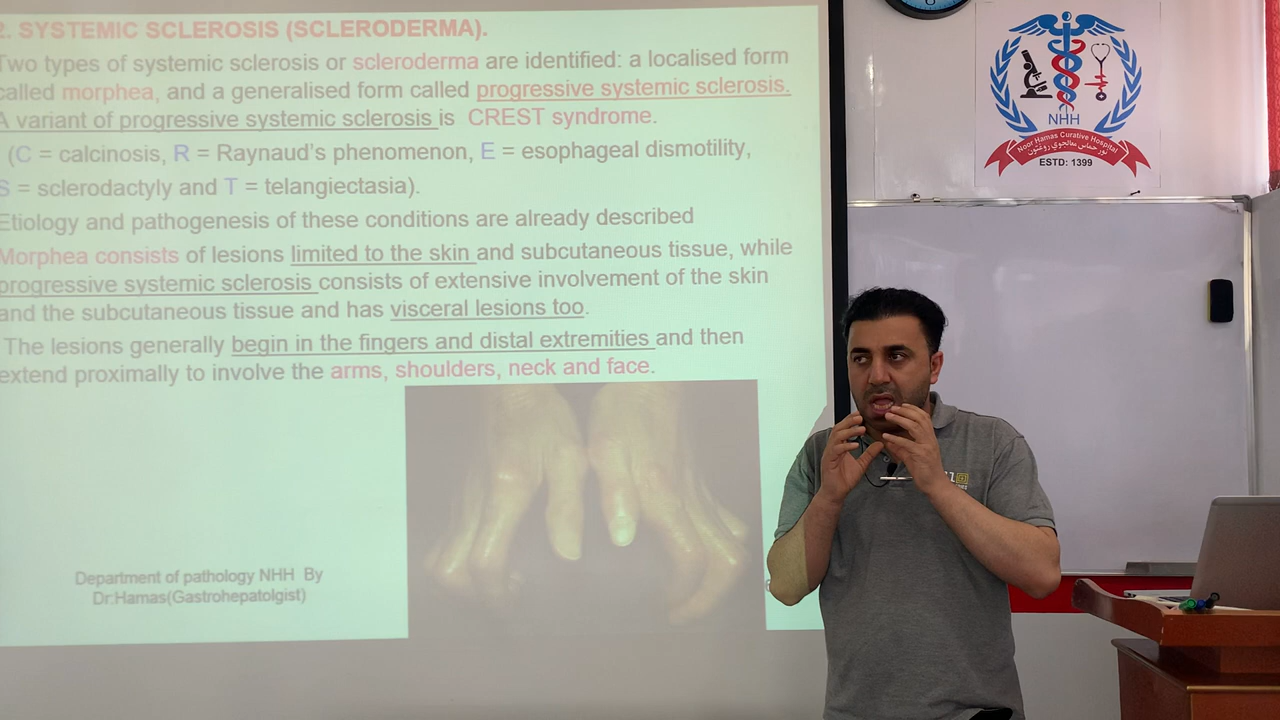 2. SYSTEMIC SCLEROSIS (SCLERODERMA).
Two types of systemic sclerosis or scleroderma are identified: a localised form
called morphea, and a generalised form called progressive systemic sclerosis.
A variant of progressive systemic sclerosis is CREST syndrome.
(C = calcinosis, R = Raynaud's phenomenon, E = esophageal dismotility,
S = sclerodactyly and T = telangiectasia).
Etiology and pathogenesis of these conditions are already described
Morphea consists of lesions limited to the skin and subcutaneous tissue, while
progressive systemic sclerosis consists of extensive involvement of the skin
and the subcutaneous tissue and has visceral lesions too.
The lesions generally begin in the fingers and distal extremities and then
extend proximally to involve the arms, shoulders, neck and face.
Department of pathology NHH By
Dr:Hamas(Gastrohepatolgist)
NHH
Noor Hamas Curative Hospital
نور حماس معالجوي روغتون
ESTD: 1399